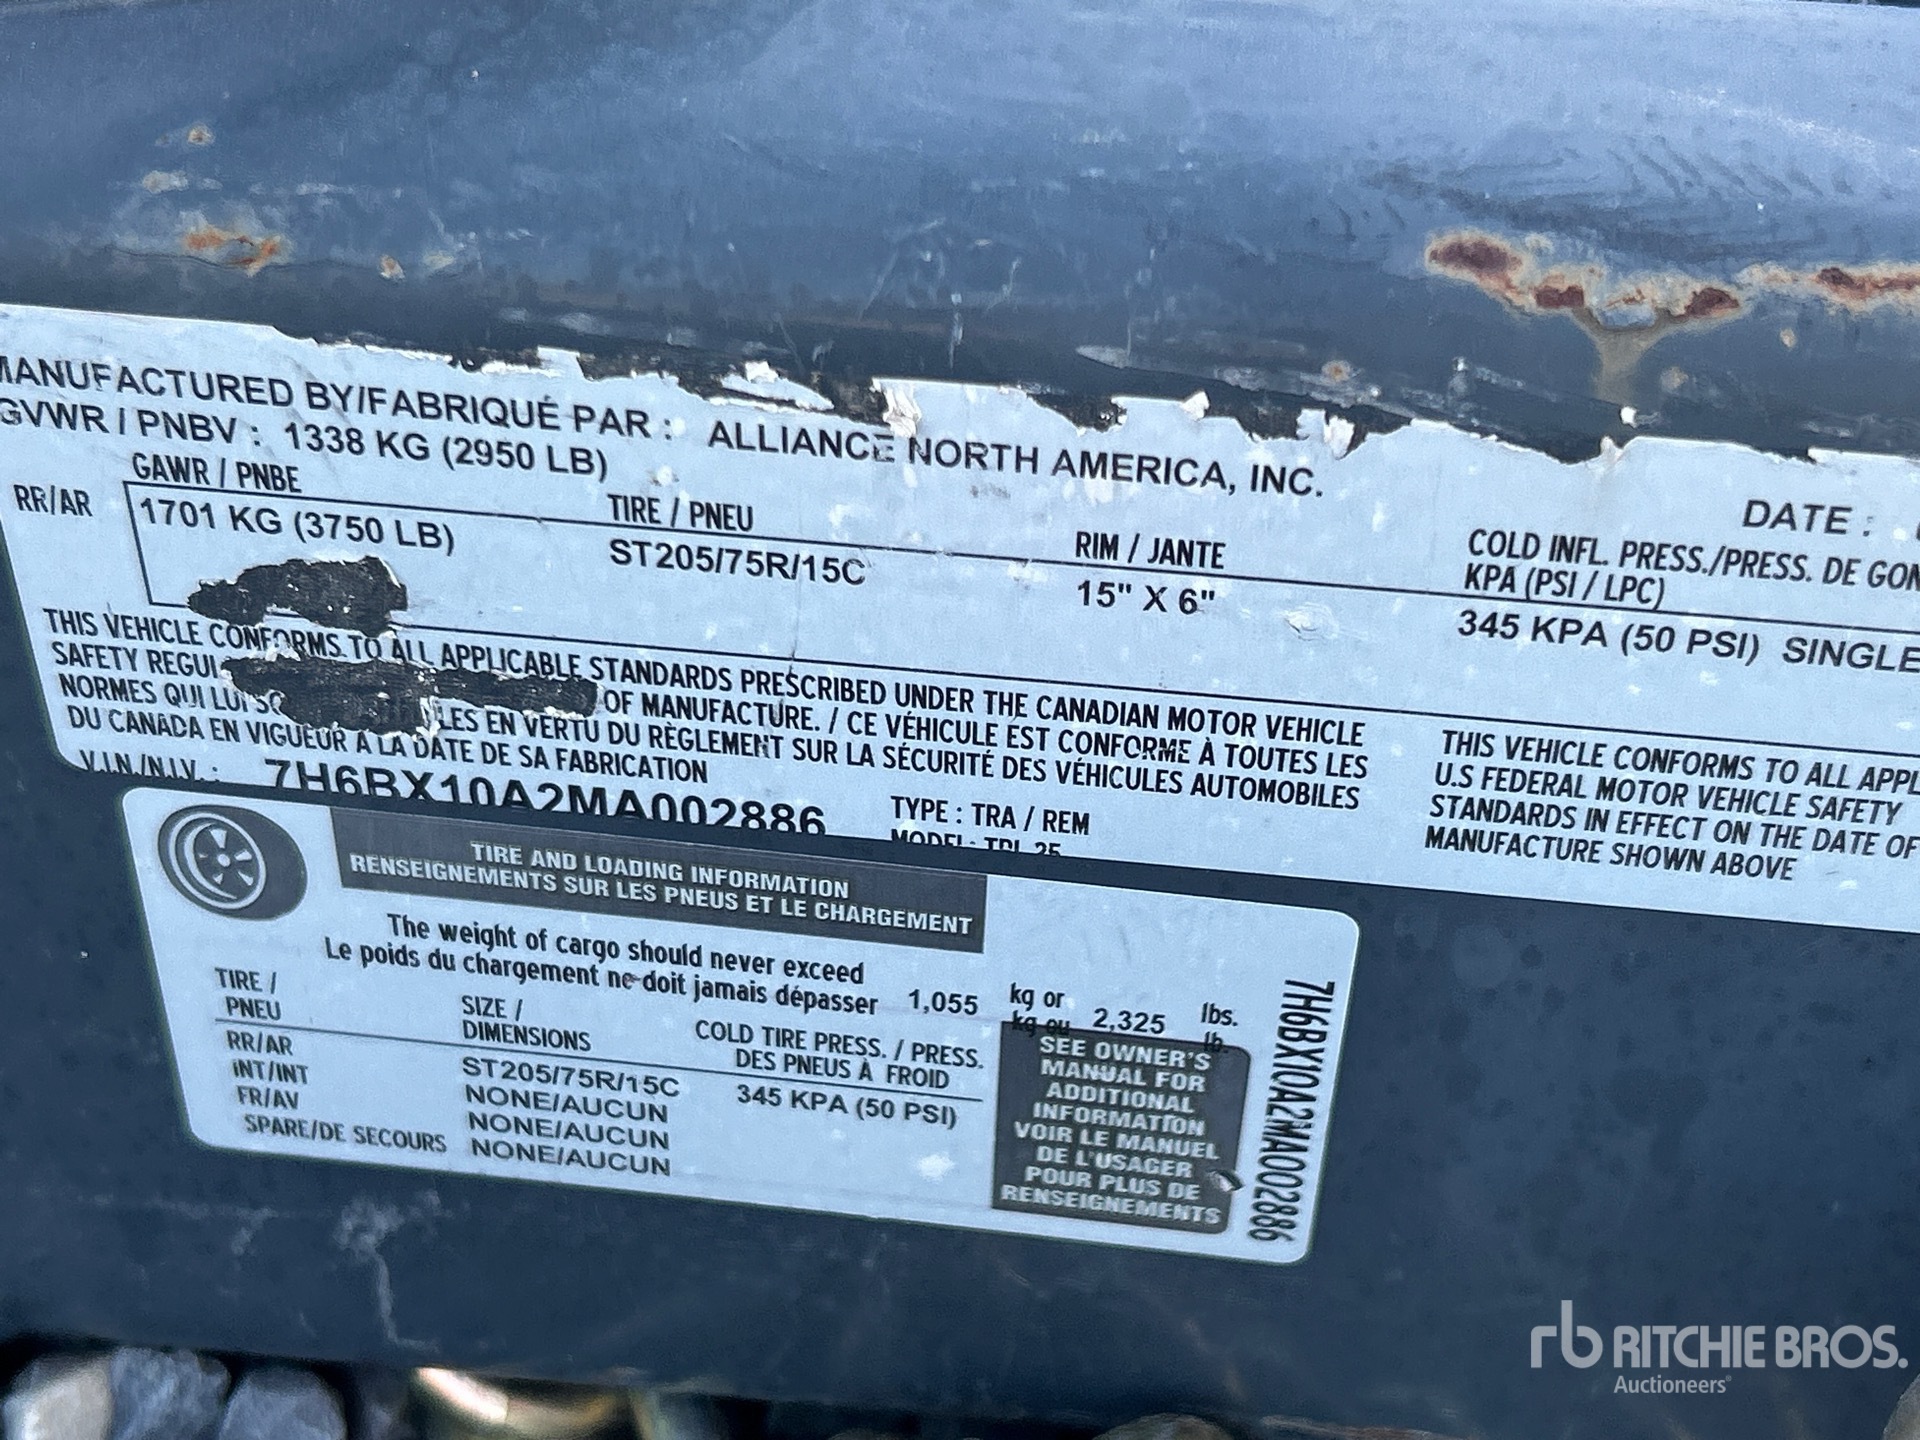 MANUFACTURED BY/FABRIQUÉ PAR : ALLIANCE NORTH AMERICA, INC.
GVWR / PNBV : 1338 KG (2950 LB)
DATE :
GAWR / PNBE
TIRE / PNEU
RIM / JANTE
COLD INFL. PRESS./PRESS. DE
KPA (PSI / LPC)
RR/AR 1701 KG (3750 LB) ST205/75R/15C 15" X 6" 345 KPA (50 PSI) SINGLE
THIS VEHICLE CONFORMS TO ALL APPLICABLE STANDARDS PRESCRIBED UNDER THE CANADIAN MOTOR VEHICLE
SAFETY OF MANUFACTURE. / CE VÉHICULE EST CONFORME À TOUTES LES
NORMES QUI LUI EN VERTU DU RÈGLEMENT SUR LA SÉCURITÉ DES VÉHICULES AUTOMOBILES
DU CANADA EN VIGUEUR A LA DATE DE SA FABRICATION
THIS VEHICLE CONFORMS TO ALL
U.S FEDERAL MOTOR VEHICLE SAFETY
STANDARDS IN EFFECT ON THE DATE OF
MANUFACTURE SHOWN ABOVE
V.I.N./N.I.V. : 7H6BX10A2MA002886 TYPE : TRA / REM
MODEL : TRL 25
TIRE AND LOADING INFORMATION
RENSEIGNEMENTS SUR LES PNEUS ET LE CHARGEMENT
The weight of cargo should never exceed
Le poids du chargement ne doit jamais dépasser 1,055 kg or
kg ou 2,325 lbs.
lb.
TIRE /
PNEU
SIZE /
DIMENSIONS
COLD TIRE PRESS. / PRESS.
DES PNEUS À FROID
RR/AR ST205/75R/15C 345 KPA (50 PSI)
INT/INT NONE/AUCUN
FR/AV NONE/AUCUN
SPARE/DE SECOURS NONE/AUCUN
SEE OWNER'S
MANUAL FOR
ADDITIONAL
INFORMATION
VOIR LE MANUEL
DE L'USAGER
POUR PLUS DE
RENSEIGNEMENTS
7H6BX10A2MA002886
rb RITCHIE BROS.
Auctioneers